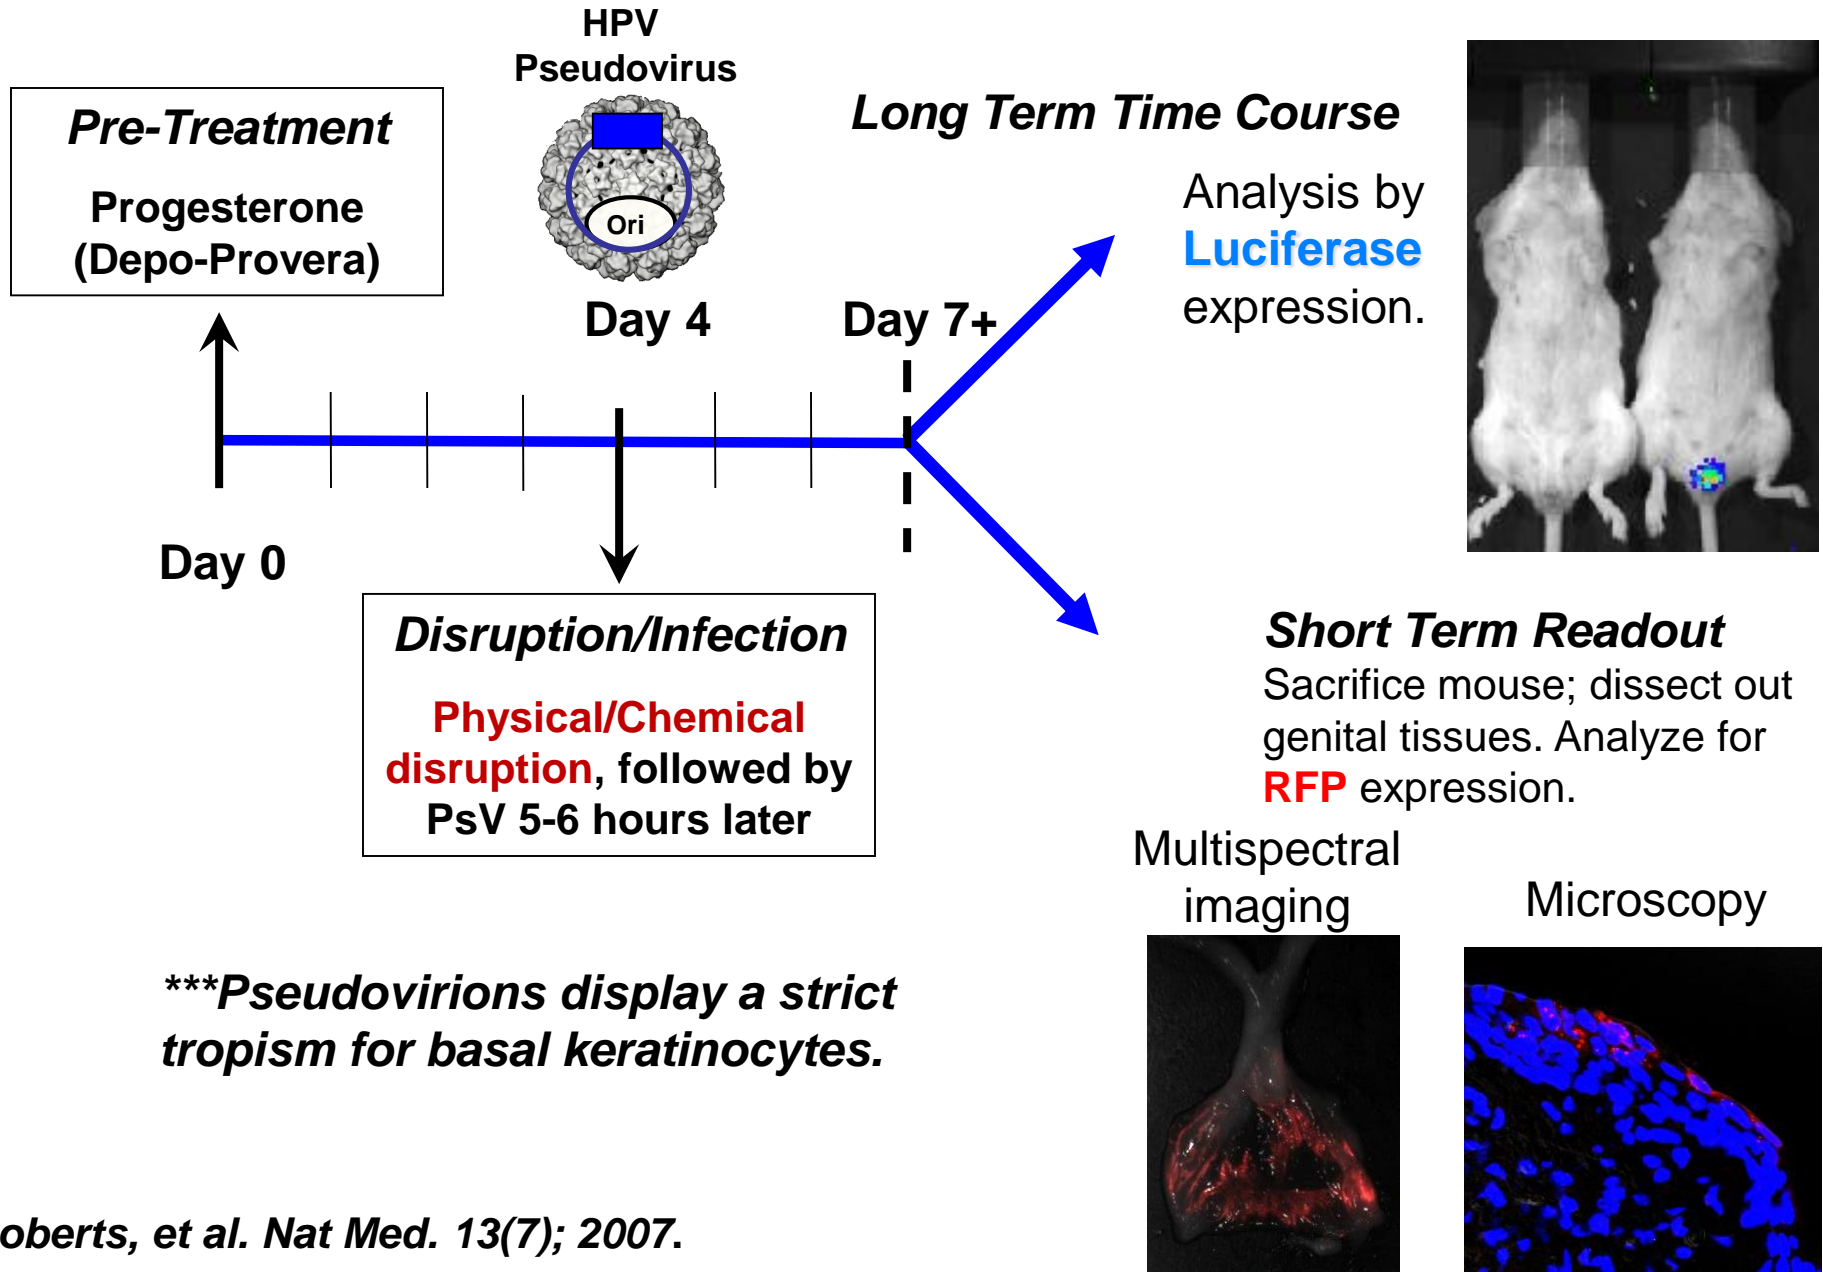 HPV
Pseudovirus
Pre-Treatment
Progesterone
(Depo-Provera)
Ori
Long Term Time Course
Analysis by
Luciferase
expression.
Day 4
Day 7+
Day 0
Disruption/Infection
Physical/Chemical
disruption, followed by
PsV 5-6 hours later
Short Term Readout
Sacrifice mouse; dissect out
genital tissues. Analyze for
RFP expression.
Multispectral
imaging
Microscopy
***Pseudovirions display a strict
tropism for basal keratinocytes.
oberts, et al. Nat Med. 13(7); 2007.